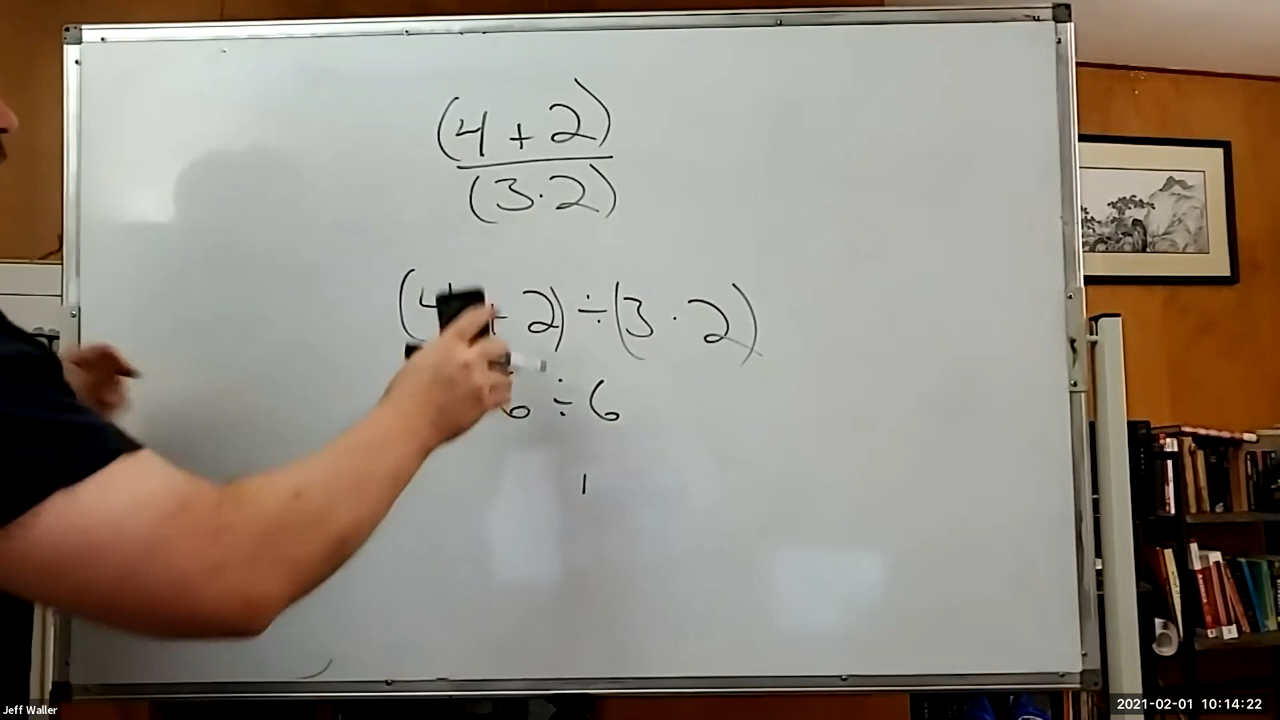 (4 + 2)
(3 · 2)
(4 + 2) ÷ (3 · 2)
6 ÷ 6
1
Jeff Waller
2021-02-01 10:14:22